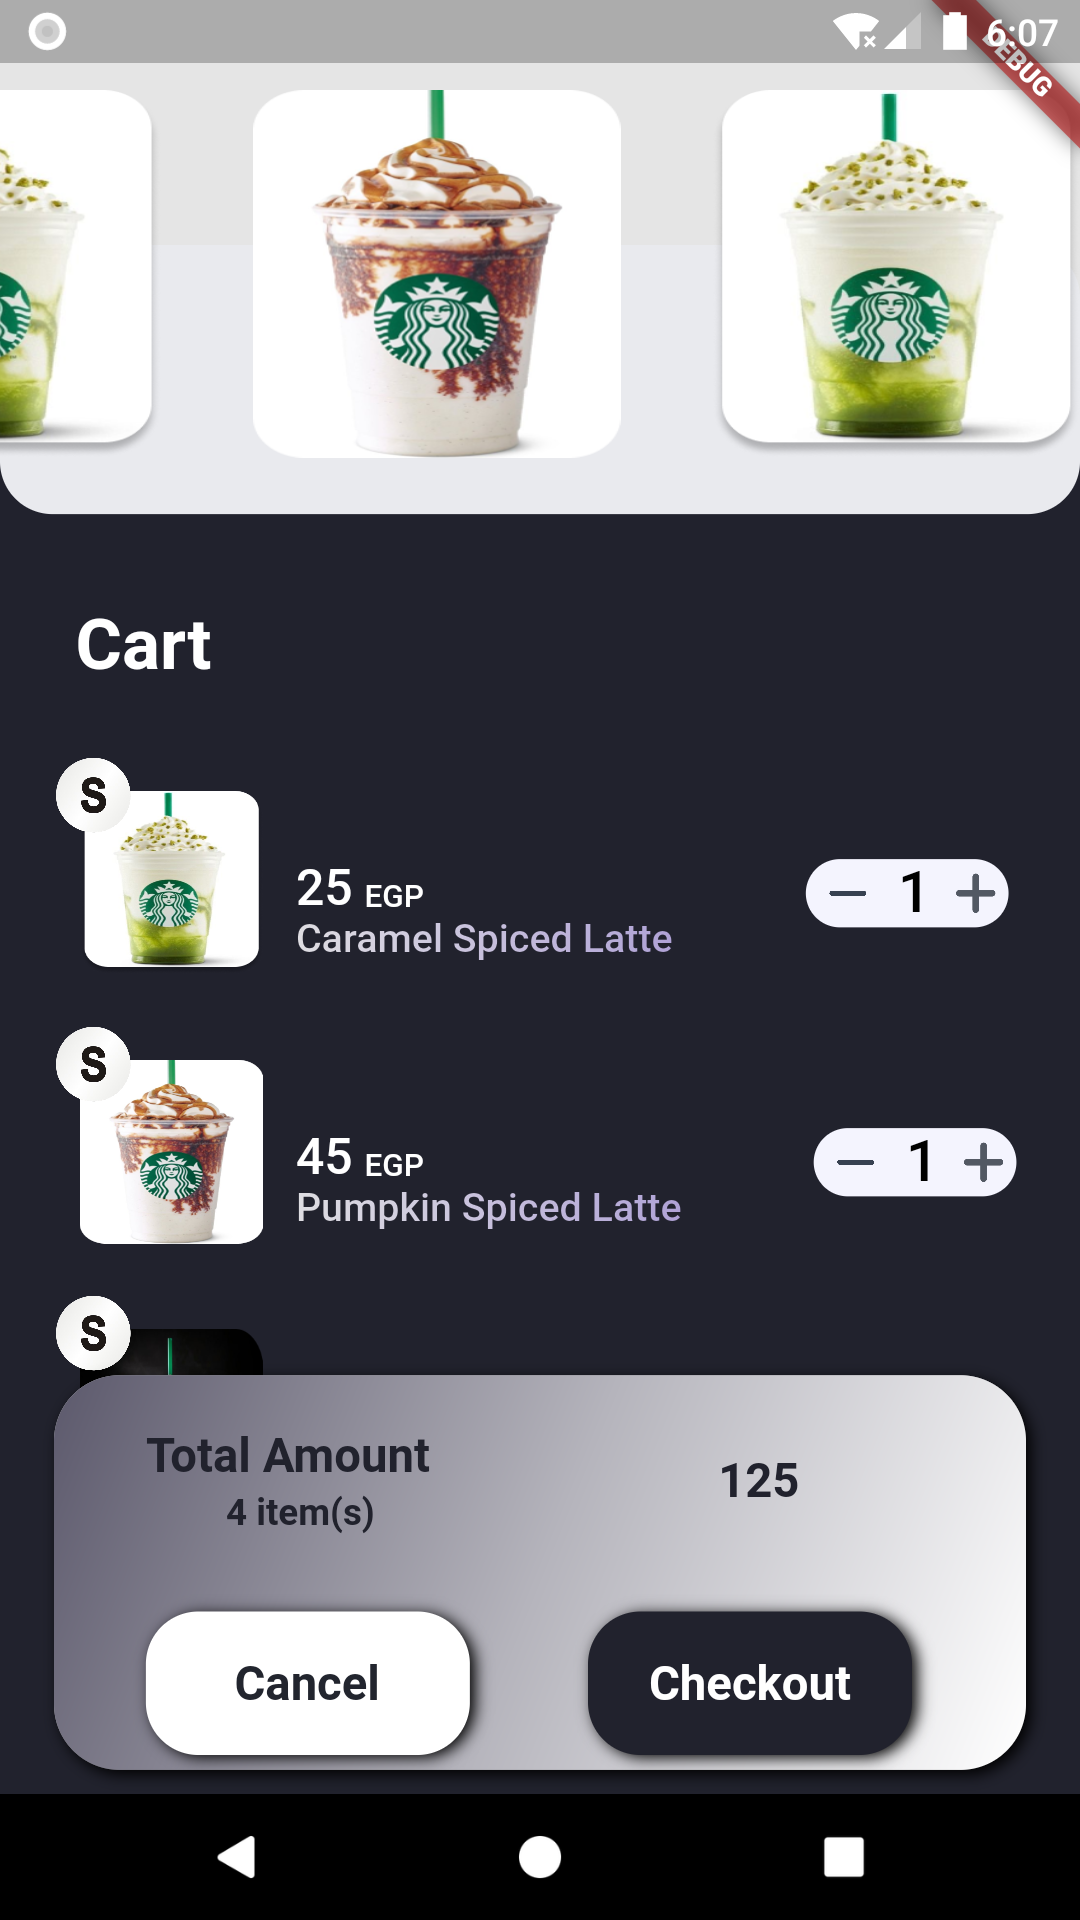 6:07
DEBUG
Cart
S
25 EGP
Caramel Spiced Latte
1
S
45 EGP
Pumpkin Spiced Latte
1
S
Total Amount
4 item(s)
125
Cancel
Checkout